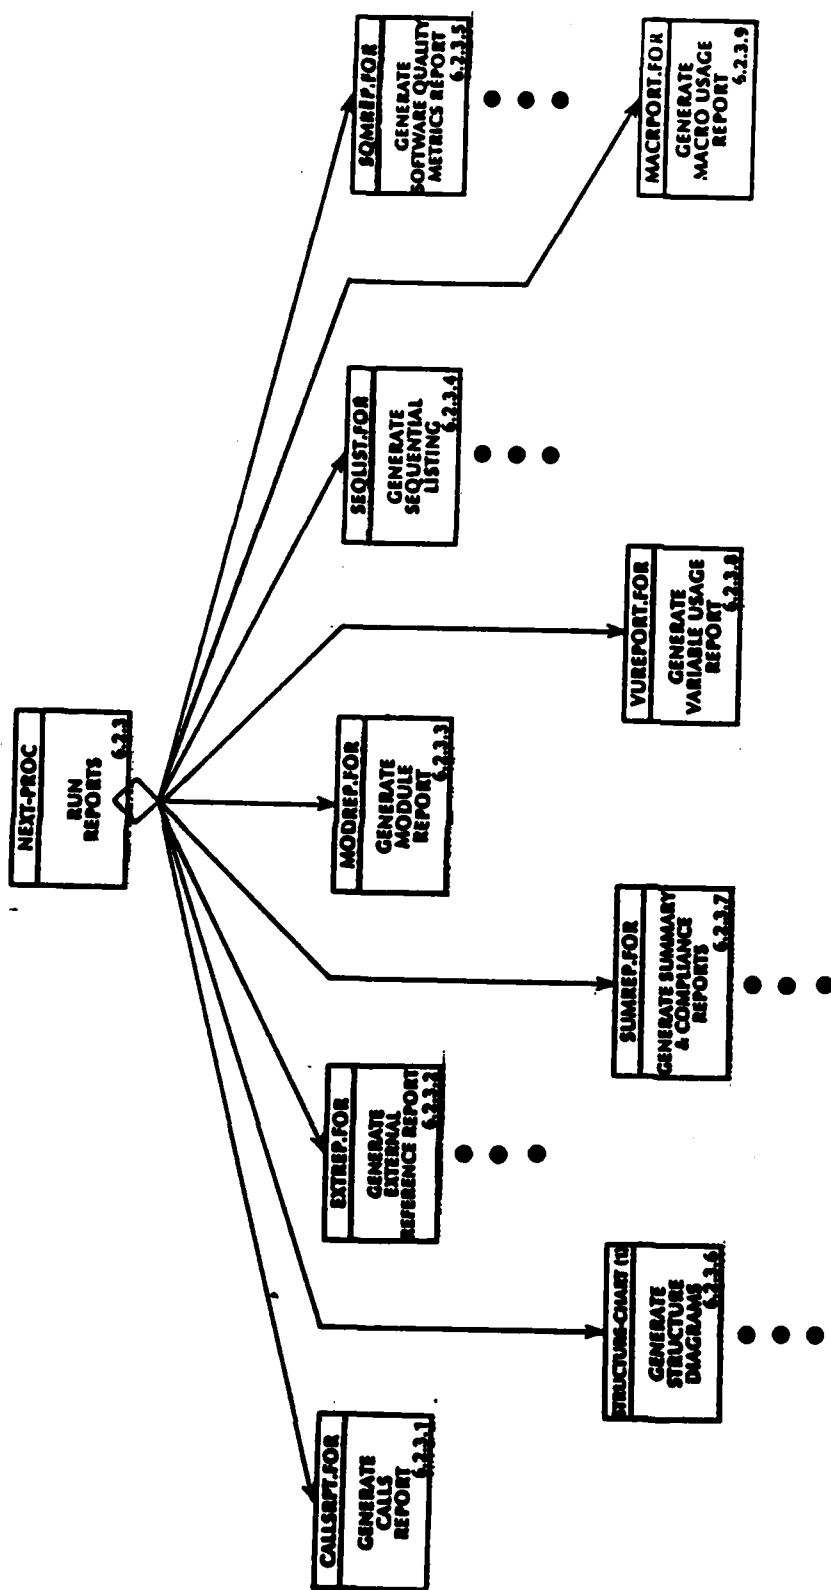 NEXT-PROC
RUN
REPORTS
6.2.3
CALLSRPT.FOR
GENERATE
CALLS
REPORT
6.2.3.1
EXTREP.FOR
GENERATE
EXTERNAL
REFERENCE REPORT
6.2.3.2
MODREP.FOR
GENERATE
MODULE
REPORT
6.2.3.3
SEQLIST.FOR
GENERATE
SEQUENTIAL
LISTING
6.2.3.4
SQMREP.FOR
GENERATE
SOFTWARE QUALITY
METRICS REPORT
6.2.3.5
STRUCTURE-CHART (1)
GENERATE
STRUCTURE
DIAGRAMS
6.2.3.6
SUMREP.FOR
GENERATE SUMMARY
& COMPLIANCE
REPORTS
6.2.3.7
VUREPORT.FOR
GENERATE
VARIABLE USAGE
REPORT
6.2.3.8
MACRPORT.FOR
GENERATE
MACRO USAGE
REPORT
6.2.3.9